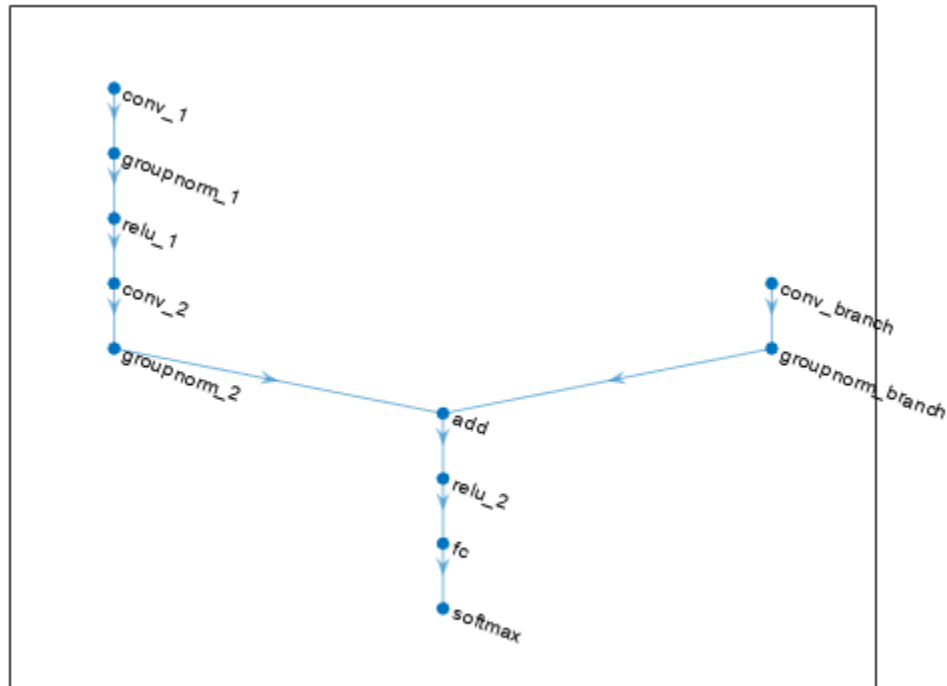 conv_1
groupnorm_1
relu_1
conv_2
groupnorm_2
conv_branch
groupnorm_branch
add
relu_2
fc
softmax